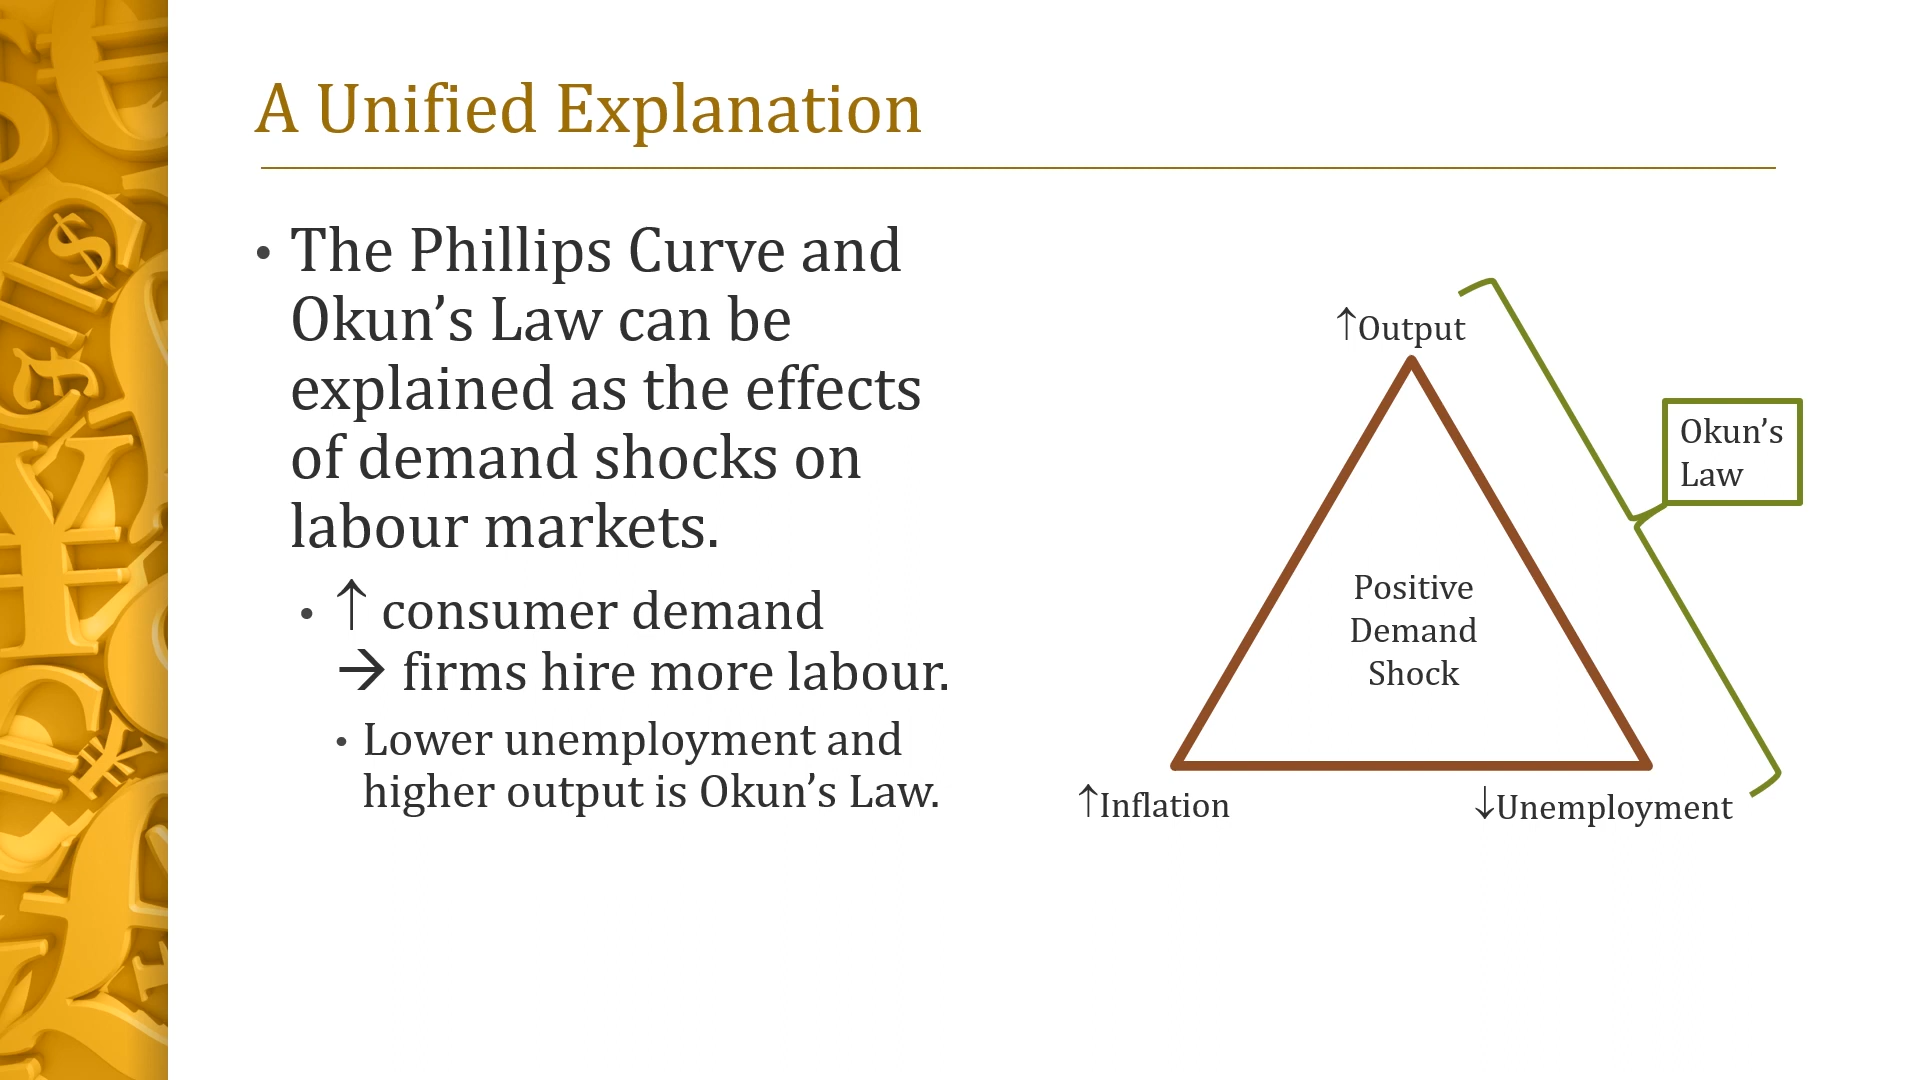 A Unified Explanation
• The Phillips Curve and
Okun’s Law can be
explained as the effects
of demand shocks on
labour markets.
• ↑ consumer demand
→ firms hire more labour.
• Lower unemployment and
higher output is Okun’s Law.
↑Output
Okun’s
Law
Positive
Demand
Shock
↑Inflation
↓Unemployment